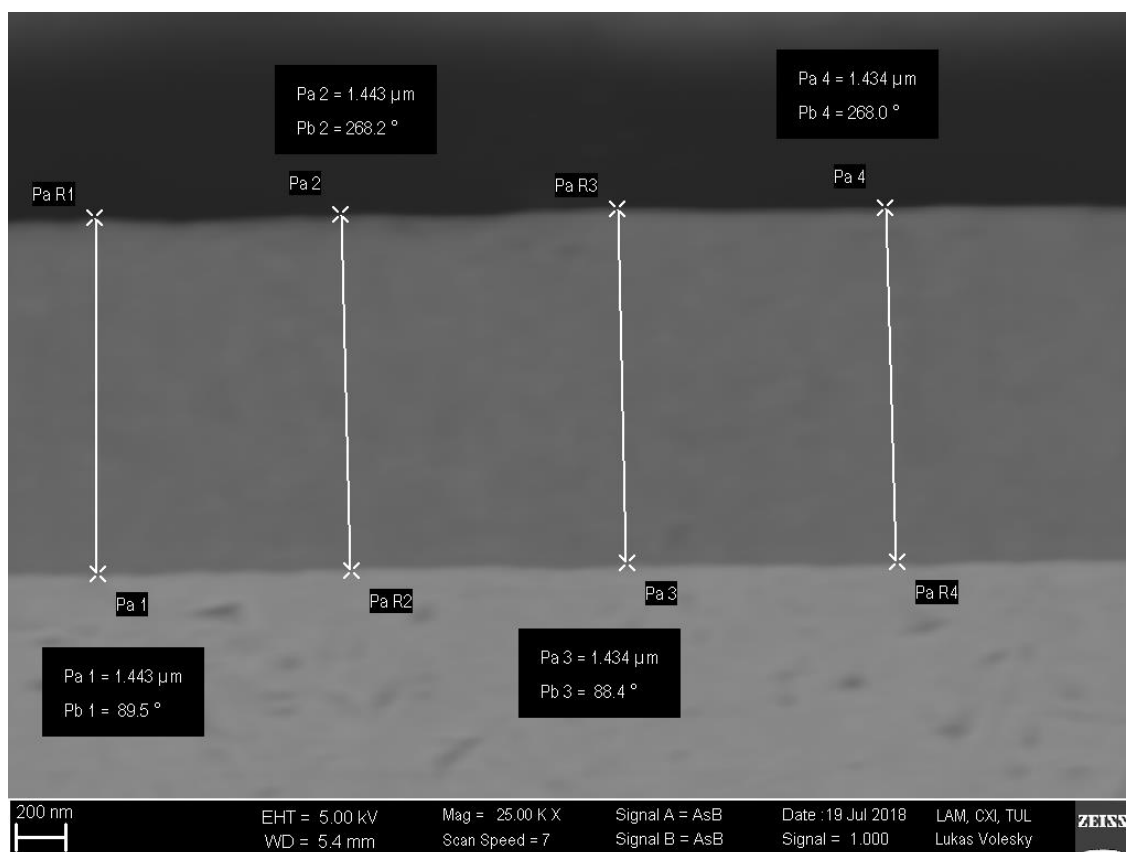 Pa 2 = 1.443 µm
Pb 2 = 268.2 °
Pa 4 = 1.434 µm
Pb 4 = 268.0 °
Pa R1
Pa 2
Pa R3
Pa 4
Pa 1
Pa R2
Pa 3
Pa R4
Pa 1 = 1.443 µm
Pb 1 = 89.5 °
Pa 3 = 1.434 µm
Pb 3 = 88.4 °
200 nm
EHT = 5.00 kV
WD = 5.4 mm
Mag = 25.00 K X
Scan Speed = 7
Signal A = AsB
Signal B = AsB
Date :19 Jul 2018
Signal = 1.000
LAM, CXI, TUL
Lukas Volesky
ZEISS